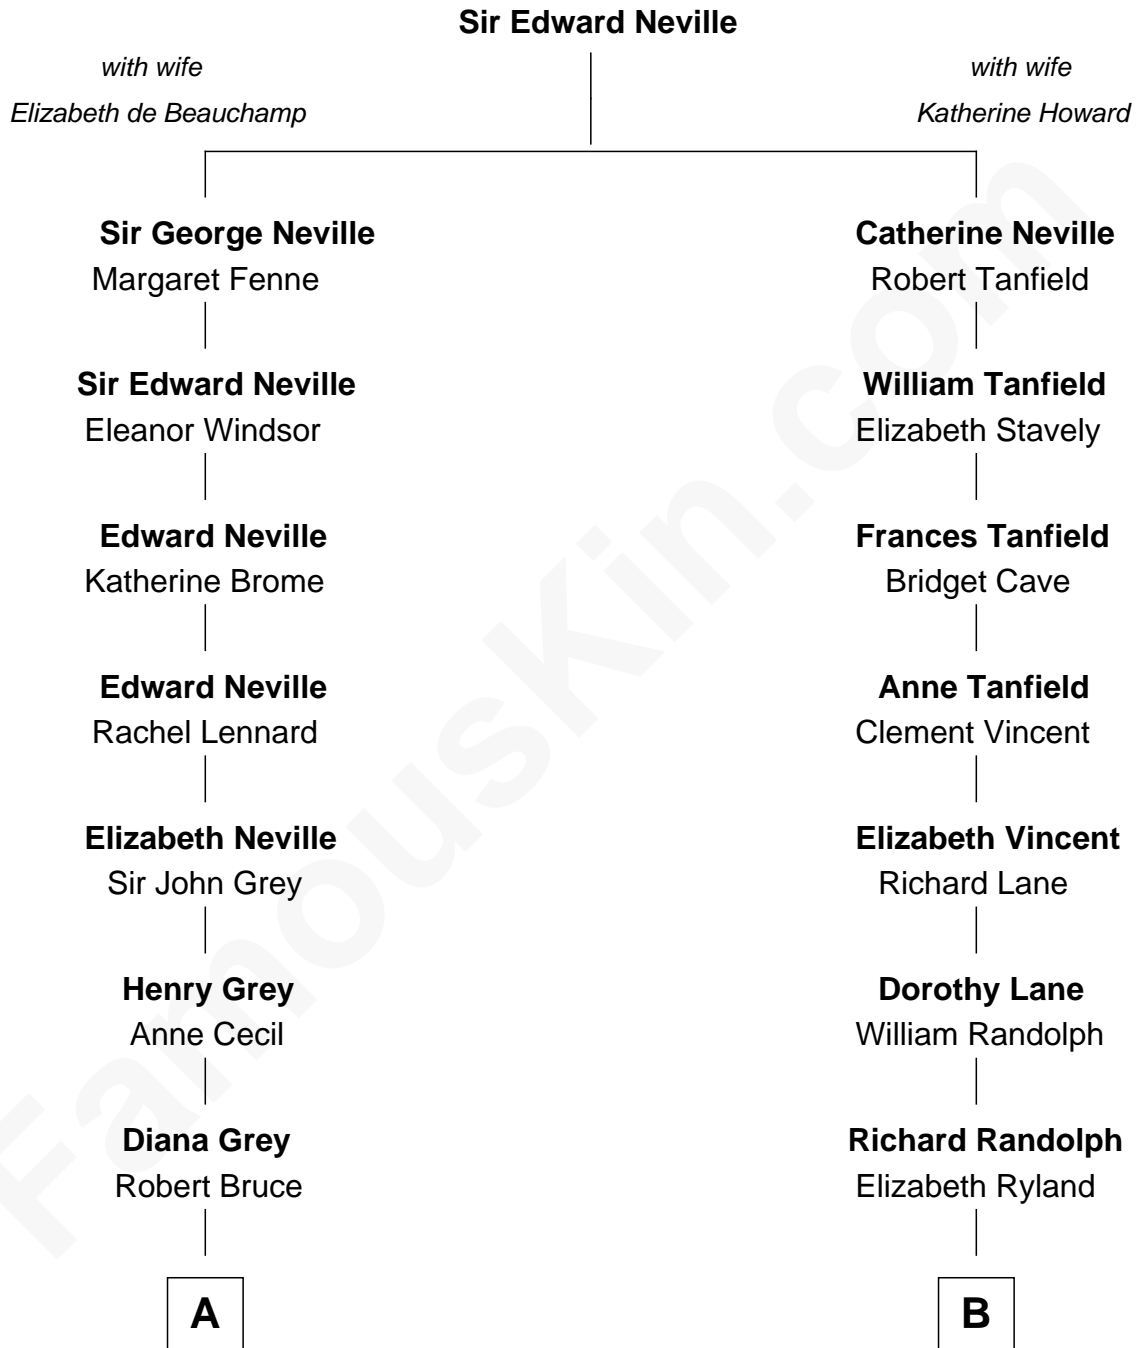 Sir Edward Neville
with wife
Elizabeth de Beauchamp
with wife
Katherine Howard
Sir George Neville
Margaret Fenne
Catherine Neville
Robert Tanfield
Sir Edward Neville
Eleanor Windsor
William Tanfield
Elizabeth Stavely
Edward Neville
Katherine Brome
Frances Tanfield
Bridget Cave
Edward Neville
Rachel Lennard
Anne Tanfield
Clement Vincent
Elizabeth Neville
Sir John Grey
Elizabeth Vincent
Richard Lane
Henry Grey
Anne Cecil
Dorothy Lane
William Randolph
Diana Grey
Robert Bruce
Richard Randolph
Elizabeth Ryland
A
B
FamousKin.com